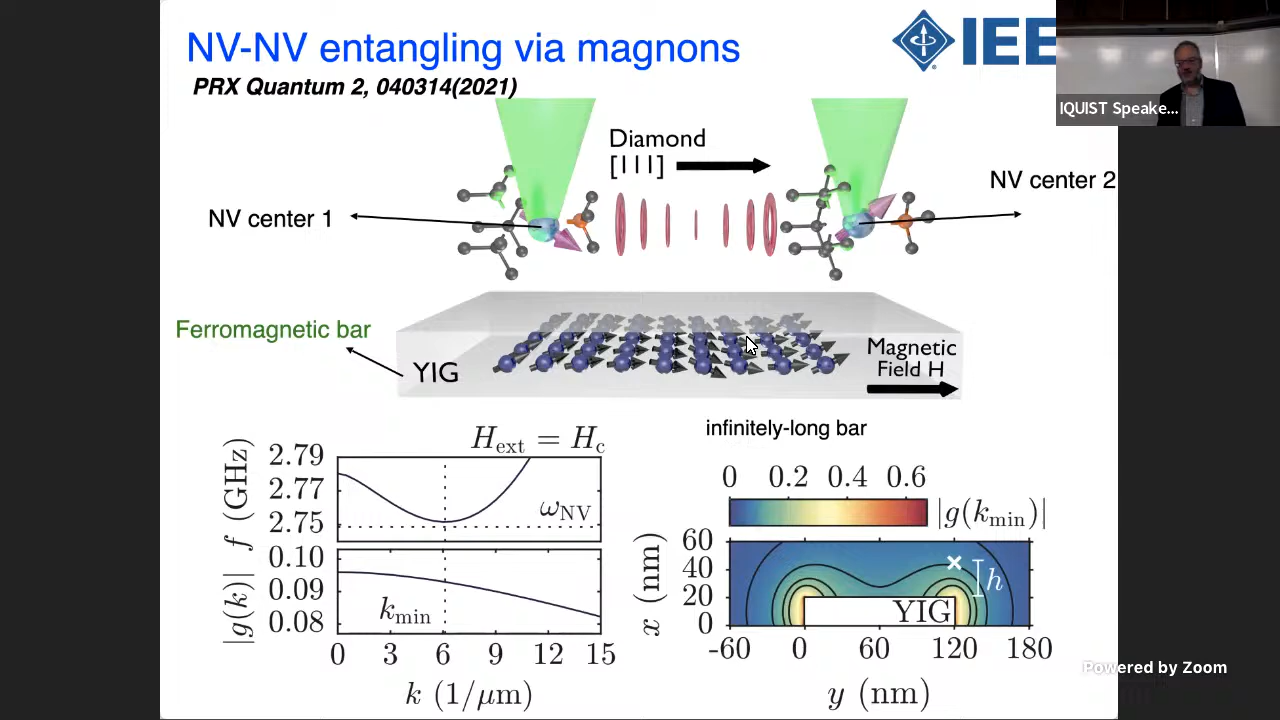 NV-NV entangling via magnons
IEE
PRX Quantum 2, 040314(2021)
IQUIST Speake...
Diamond
[111]
NV center 2
NV center 1
Ferromagnetic bar
YIG
Magnetic
Field H
infinitely-long bar
H_ext = H_c
f (GHz)
2.79
2.77
2.75
ω_NV
|g(k)|
0.10
0.09
0.08
k_min
0 3 6 9 12 15
k (1/μm)
0 0.2 0.4 0.6
|g(k_min)|
x (nm)
60
40
20
0
h
YIG
-60 0 60 120 180
y (nm)
Powered by Zoom